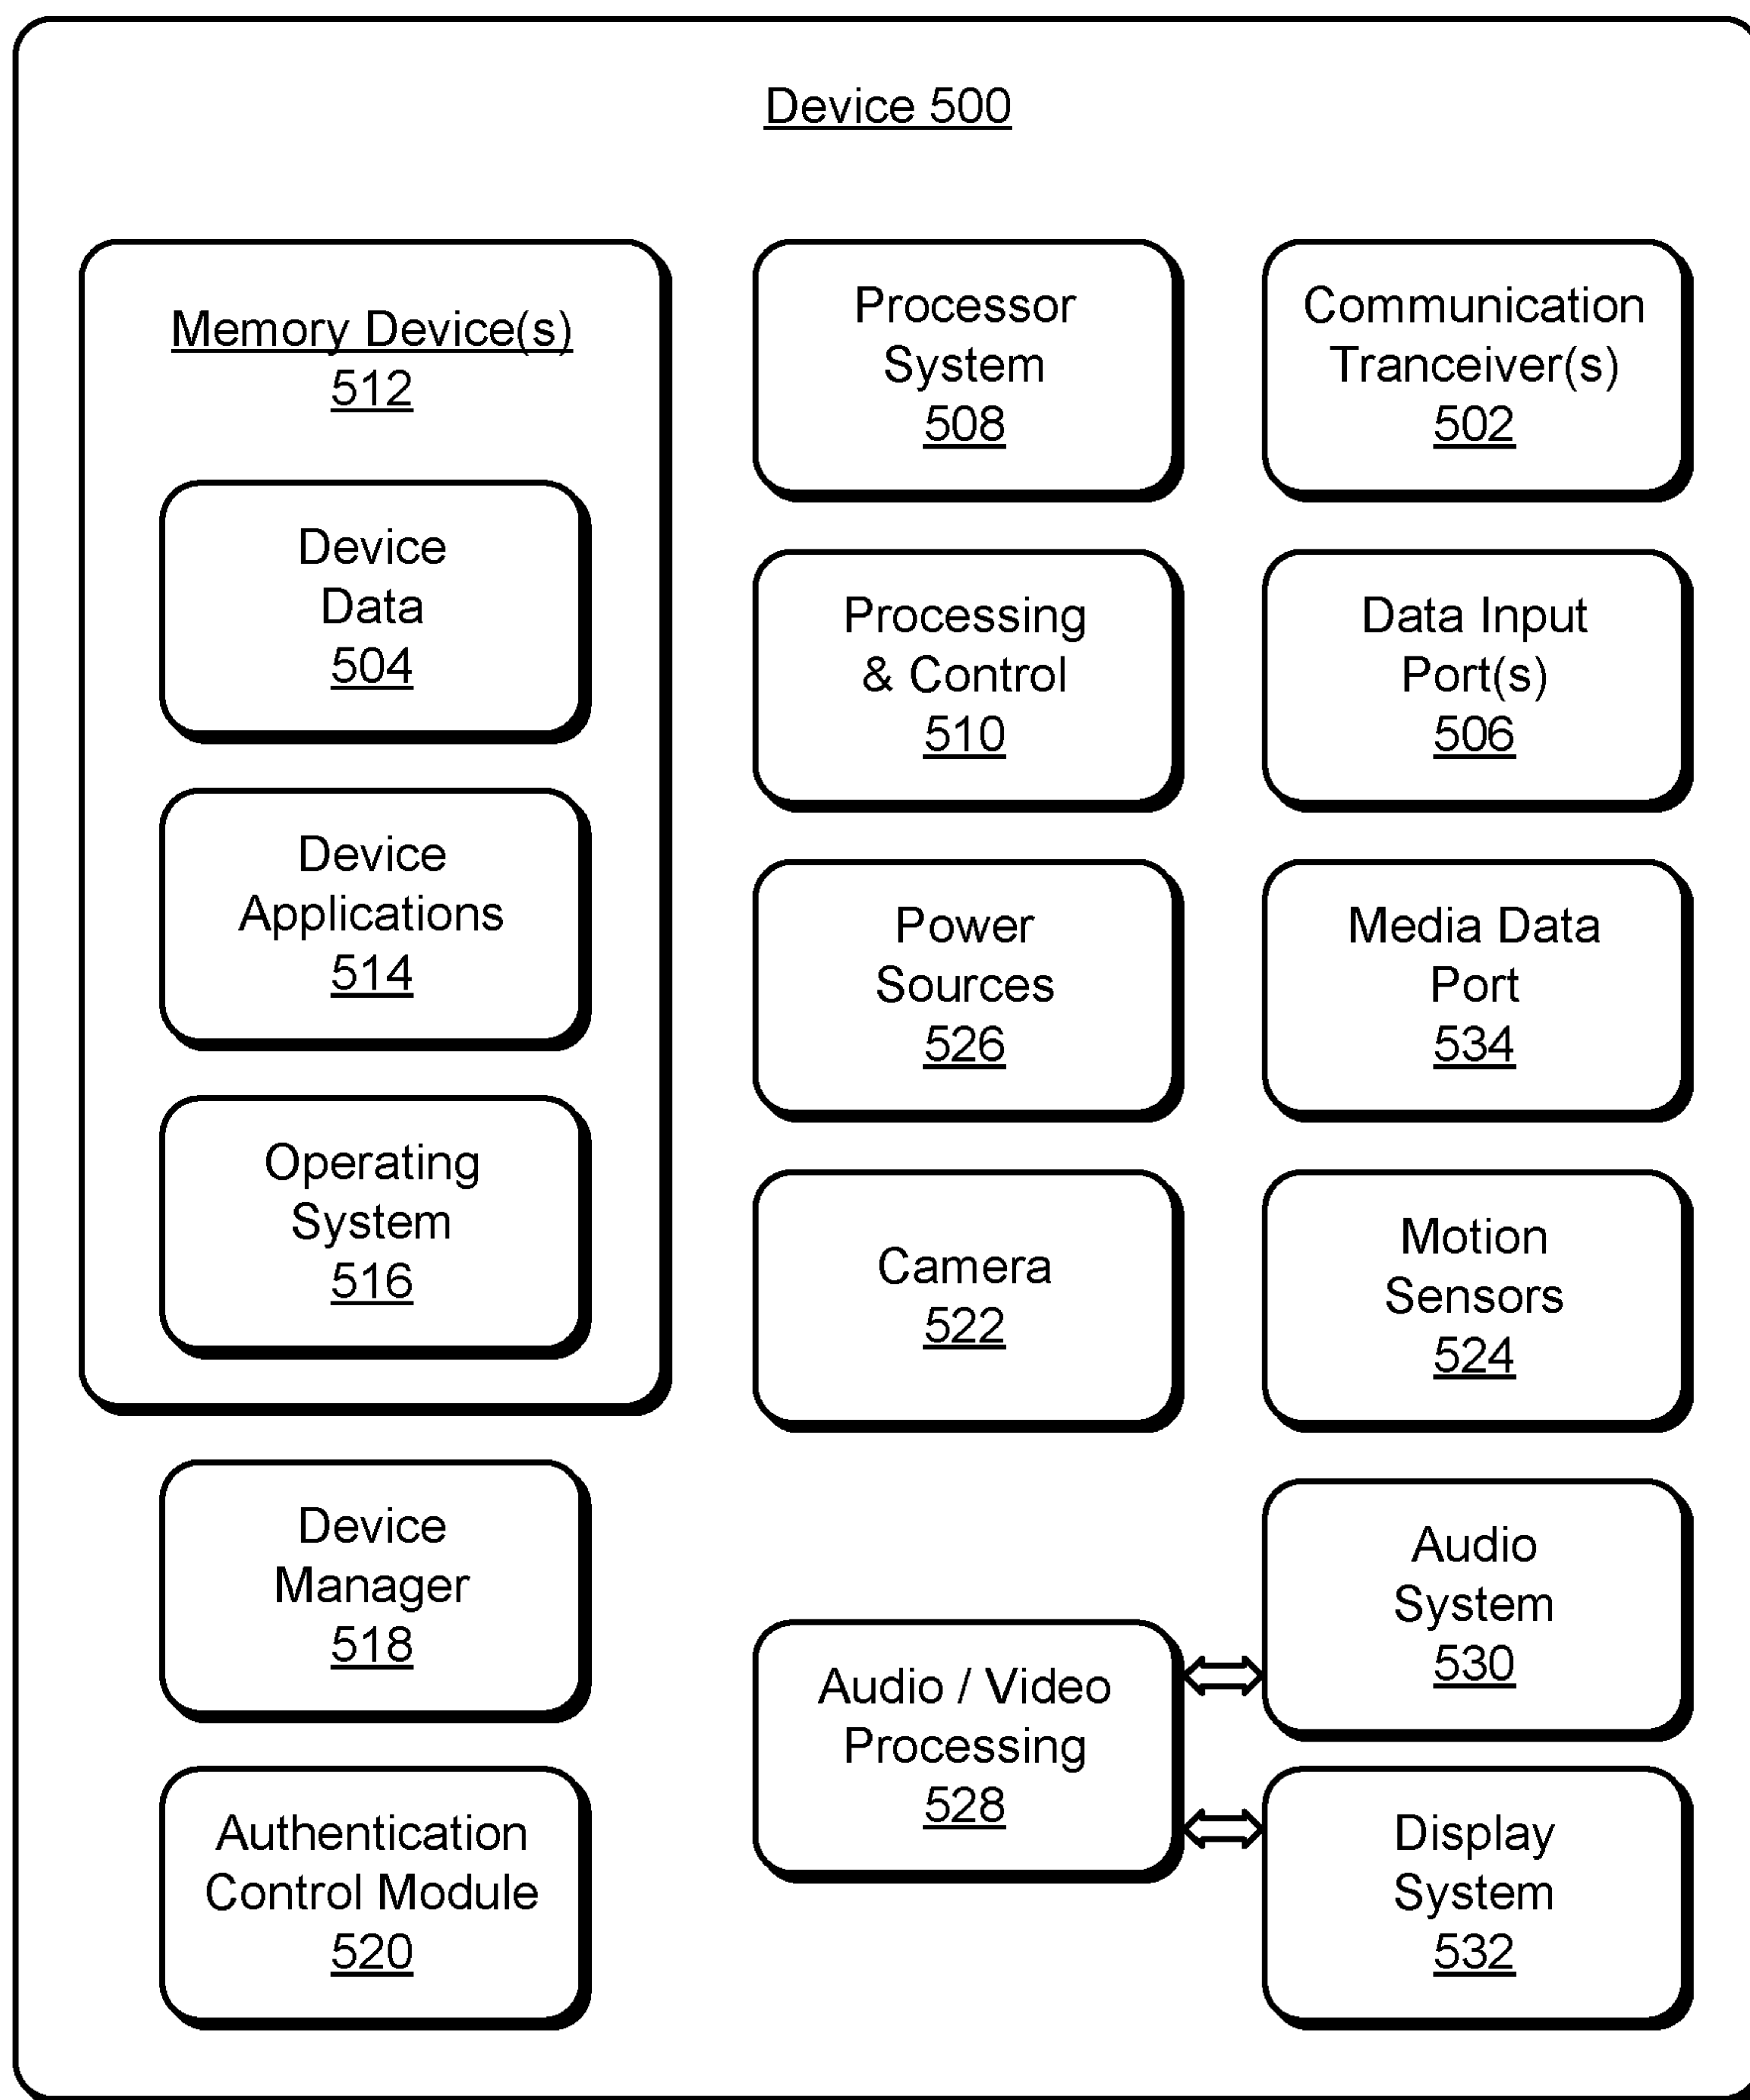 Device 500
Memory Device(s)
512
Device
Data
504
Device
Applications
514
Operating
System
516
Device
Manager
518
Authentication
Control Module
520
Processor
System
508
Processing
& Control
510
Power
Sources
526
Camera
522
Audio / Video
Processing
528
Communication
Tranceiver(s)
502
Data Input
Port(s)
506
Media Data
Port
534
Motion
Sensors
524
Audio
System
530
Display
System
532